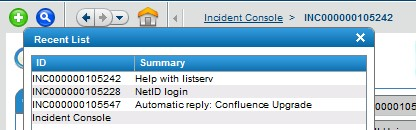 Incident Console > INC000000105242
Recent List
ID Summary
INC000000105242 Help with listserv
INC000000105228 NetID login
INC000000105547 Automatic reply: Confluence Upgrade
Incident Console